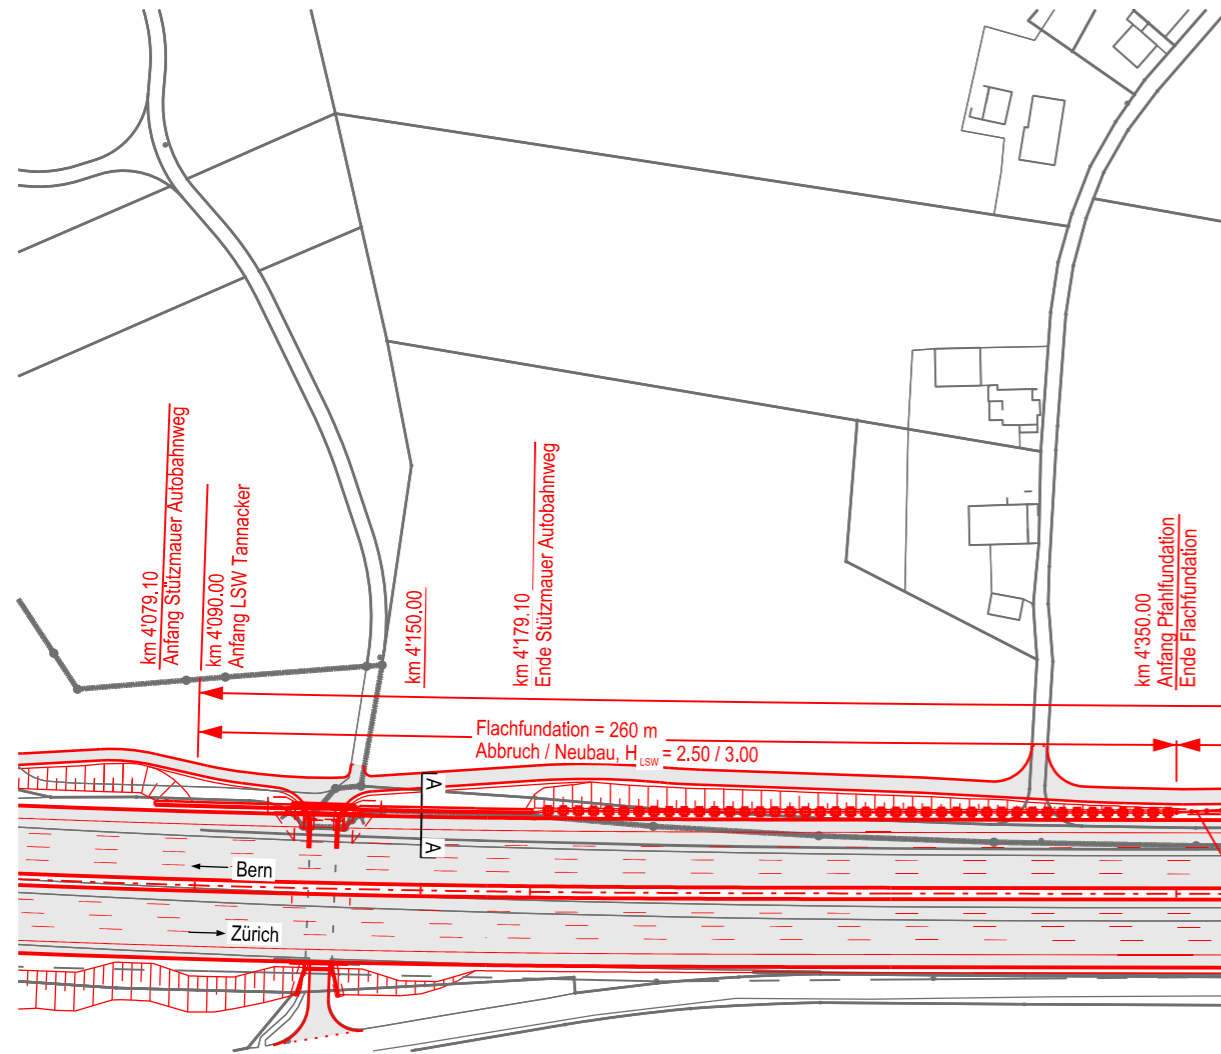 km 4'079.10
Anfang Stützmauer Autobahnweg
km 4'090.00
Anfang LSW Tannacker
km 4'150.00
km 4'179.10
Ende Stützmauer Autobahnweg
km 4'350.00
Anfang Pfahlfundation
Ende Flachfundation
Flachfundation = 260 m
Abbruch / Neubau, H LSW = 2.50 / 3.00
A
A
Bern
Zürich